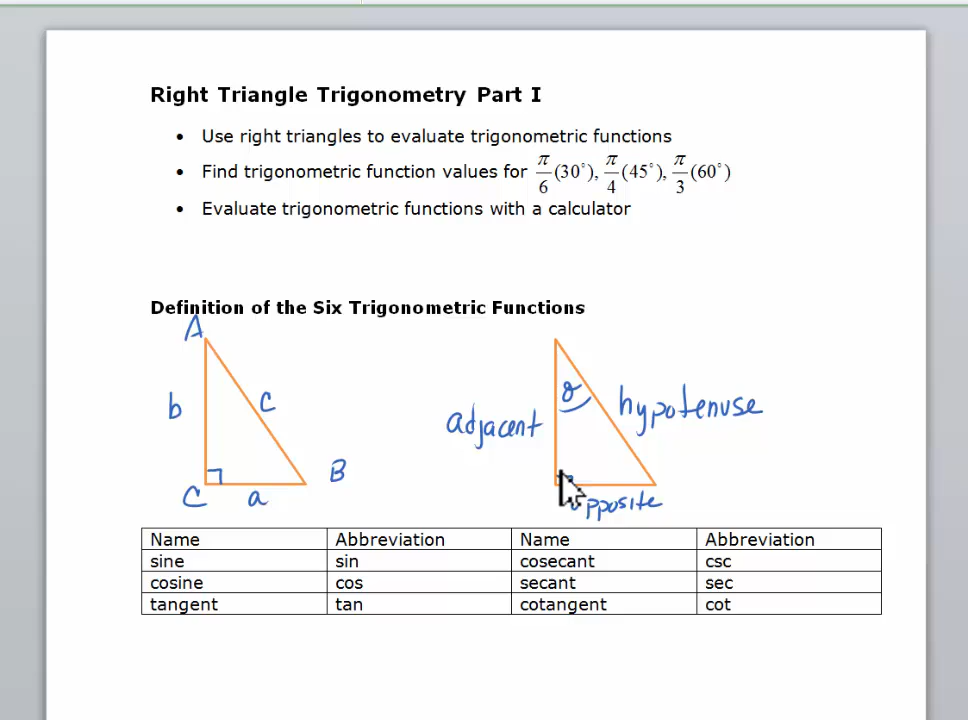 Right Triangle Trigonometry Part I
• Use right triangles to evaluate trigonometric functions
• Find trigonometric function values for π/6 (30°), π/4 (45°), π/3 (60°)
• Evaluate trigonometric functions with a calculator
Definition of the Six Trigonometric Functions
A
b
c
C
a
B
θ
adjacent
hypotenuse
opposite
Name Abbreviation Name Abbreviation
sine sin cosecant csc
cosine cos secant sec
tangent tan cotangent cot